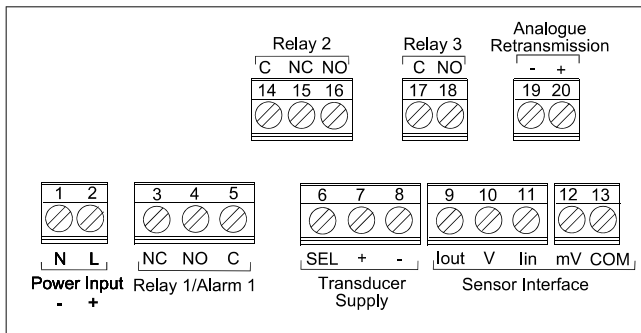 Analogue
Relay 2 Relay 3 Retransmission
C NC NO C NO - +
14 15 16 17 18 19 20
1 2 3 4 5 6 7 8 9 10 11 12 13
N L NC NO C SEL + - Iout V Iin mV COM
Power Input Relay 1/Alarm 1 Transducer Sensor Interface
- + Supply